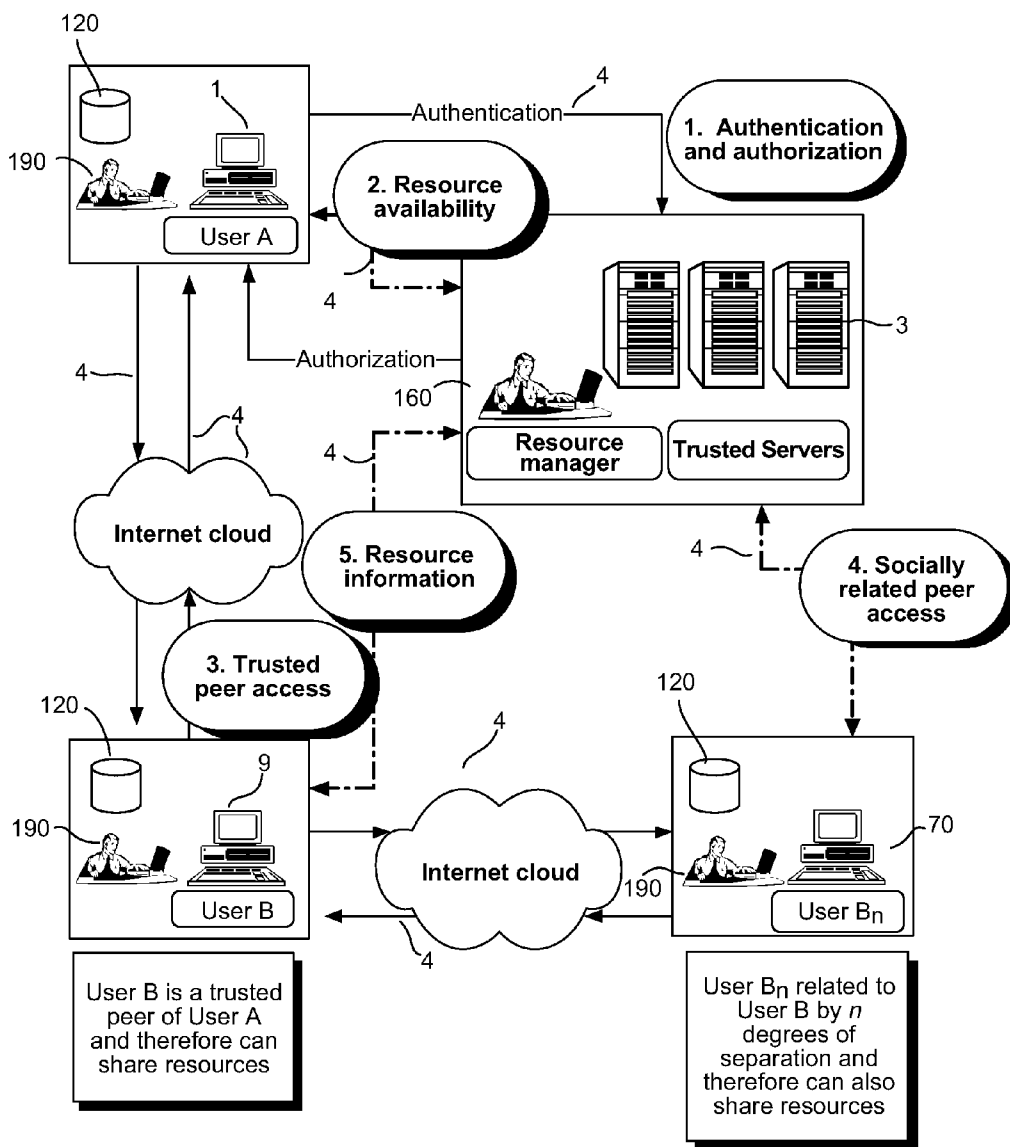 120
1
190
User A
Authentication
4
1. Authentication
and authorization
2. Resource
availability
4
Authorization
3
160
Resource
manager
Trusted Servers
4
4
Internet cloud
4
5. Resource
information
4
4. Socially
related peer
access
3. Trusted
peer access
120
9
190
User B
4
Internet cloud
4
120
70
190
User Bn
User B is a trusted
peer of User A
and therefore can
share resources
User Bn related to
User B by n
degrees of
separation and
therefore can also
share resources